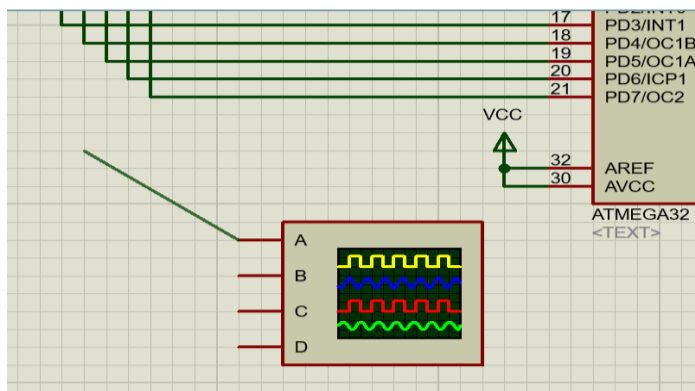 17 PD3/INT1
18 PD4/OC1B
19 PD5/OC1A
20 PD6/ICP1
21 PD7/OC2
VCC
32 AREF
30 AVCC
ATMEGA32
<TEXT>
A
B
C
D